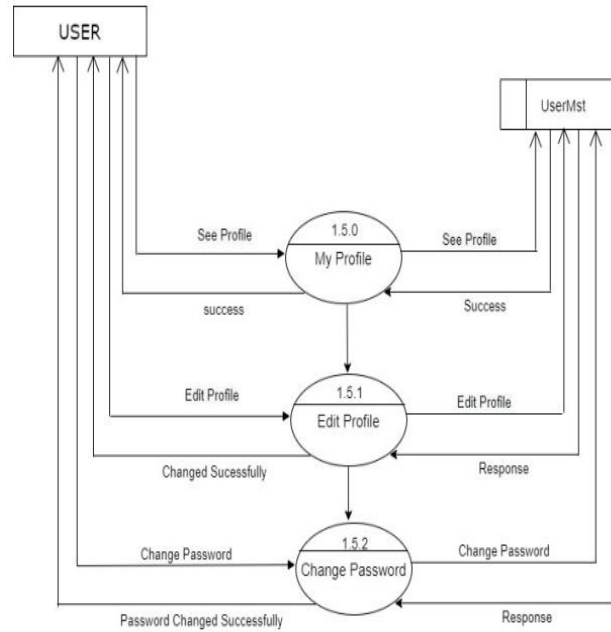 USER
UserMst
1.5.0
See Profile
My Profile
See Profile
success
Success
1.5.1
Edit Profile
Edit Profile
Edit Profile
Changed Sucessfully
Response
1.5.2
Change Password
Change Password
Change Password
Password Changed Successfully
Response